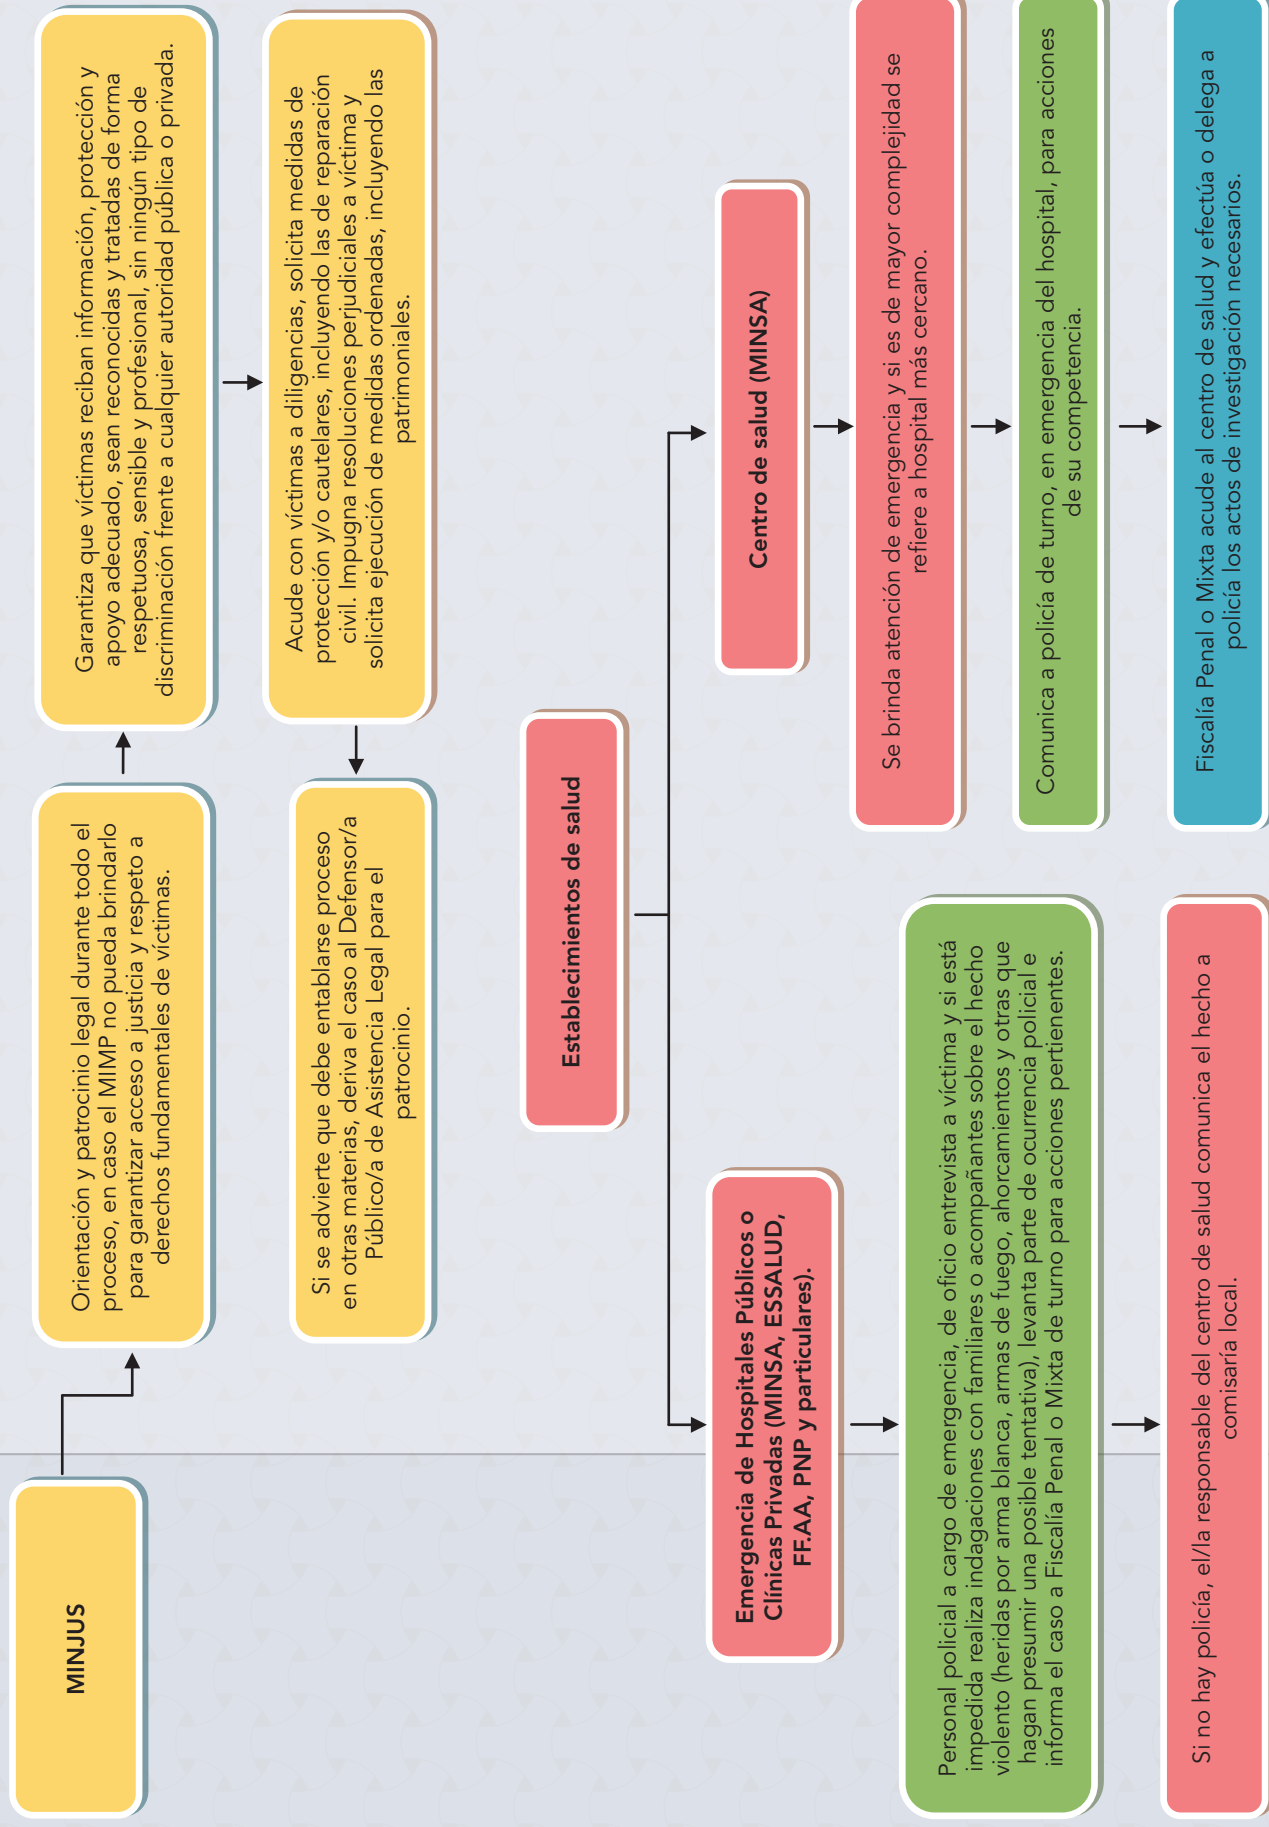 MINJUS
Orientación y patrocinio legal durante todo el
proceso, en caso el MIMP no pueda brindarlo
para garantizar acceso a justicia y respeto a
derechos fundamentales de víctimas.
Garantiza que víctimas reciban información, protección y
apoyo adecuado, sean reconocidas y tratadas de forma
respetuosa, sensible y profesional, sin ningún tipo de
discriminación frente a cualquier autoridad pública o privada.
Acude con víctimas a diligencias, solicita medidas de
protección y/o cautelares, incluyendo las de reparación
civil. Impugna resoluciones perjudiciales a víctima y
solicita ejecución de medidas ordenadas, incluyendo las
patrimoniales.
Si se advierte que debe entablarse proceso
en otras materias, deriva el caso al Defensor/a
Público/a de Asistencia Legal para el
patrocinio.
Establecimientos de salud
Emergencia de Hospitales Públicos o
Clínicas Privadas (MINSA, ESSALUD,
FF.AA, PNP y particulares).
Personal policial a cargo de emergencia, de oficio entrevista a víctima y si está
impedida realiza indagaciones con familiares o acompañantes sobre el hecho
violento (heridas por arma blanca, armas de fuego, ahorcamientos y otras que
hagan presumir una posible tentativa), levanta parte de ocurrencia policial e
informa el caso a Fiscalía Penal o Mixta de turno para acciones pertinentes.
Si no hay policía, el/la responsable del centro de salud comunica el hecho a
comisaría local.
Centro de salud (MINSA)
Se brinda atención de emergencia y si es de mayor complejidad se
refiere a hospital más cercano.
Comunica a policía de turno, en emergencia del hospital, para acciones
de su competencia.
Fiscalía Penal o Mixta acude al centro de salud y efectúa o delega a
policía los actos de investigación necesarios.